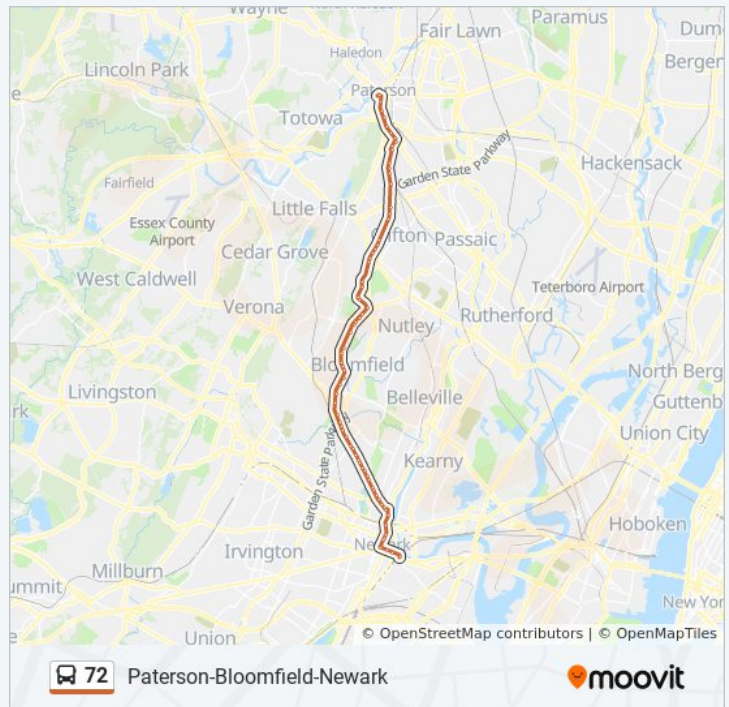 Wayne
Paramus
Fair Lawn
Dum
Haledon
Bergen
Lincoln Park
Paterson
Totowa
Garden State Parkway
Hackensack
Fairfield
Little Falls
Essex County
Airport
Clifton
Passaic
Cedar Grove
West Caldwell
Teterboro Airport
Verona
Rutherford
Nutley
Bloomfield
North Berg
Livingston
Belleville
Guttenb
rk
Union City
Garden State Park
Kearny
Hoboken
Newark
Irvington
Millburn
ummit
New Yor
Union
© OpenStreetMap contributors | © OpenMapTiles
72 Paterson-Bloomfield-Newark
moovit